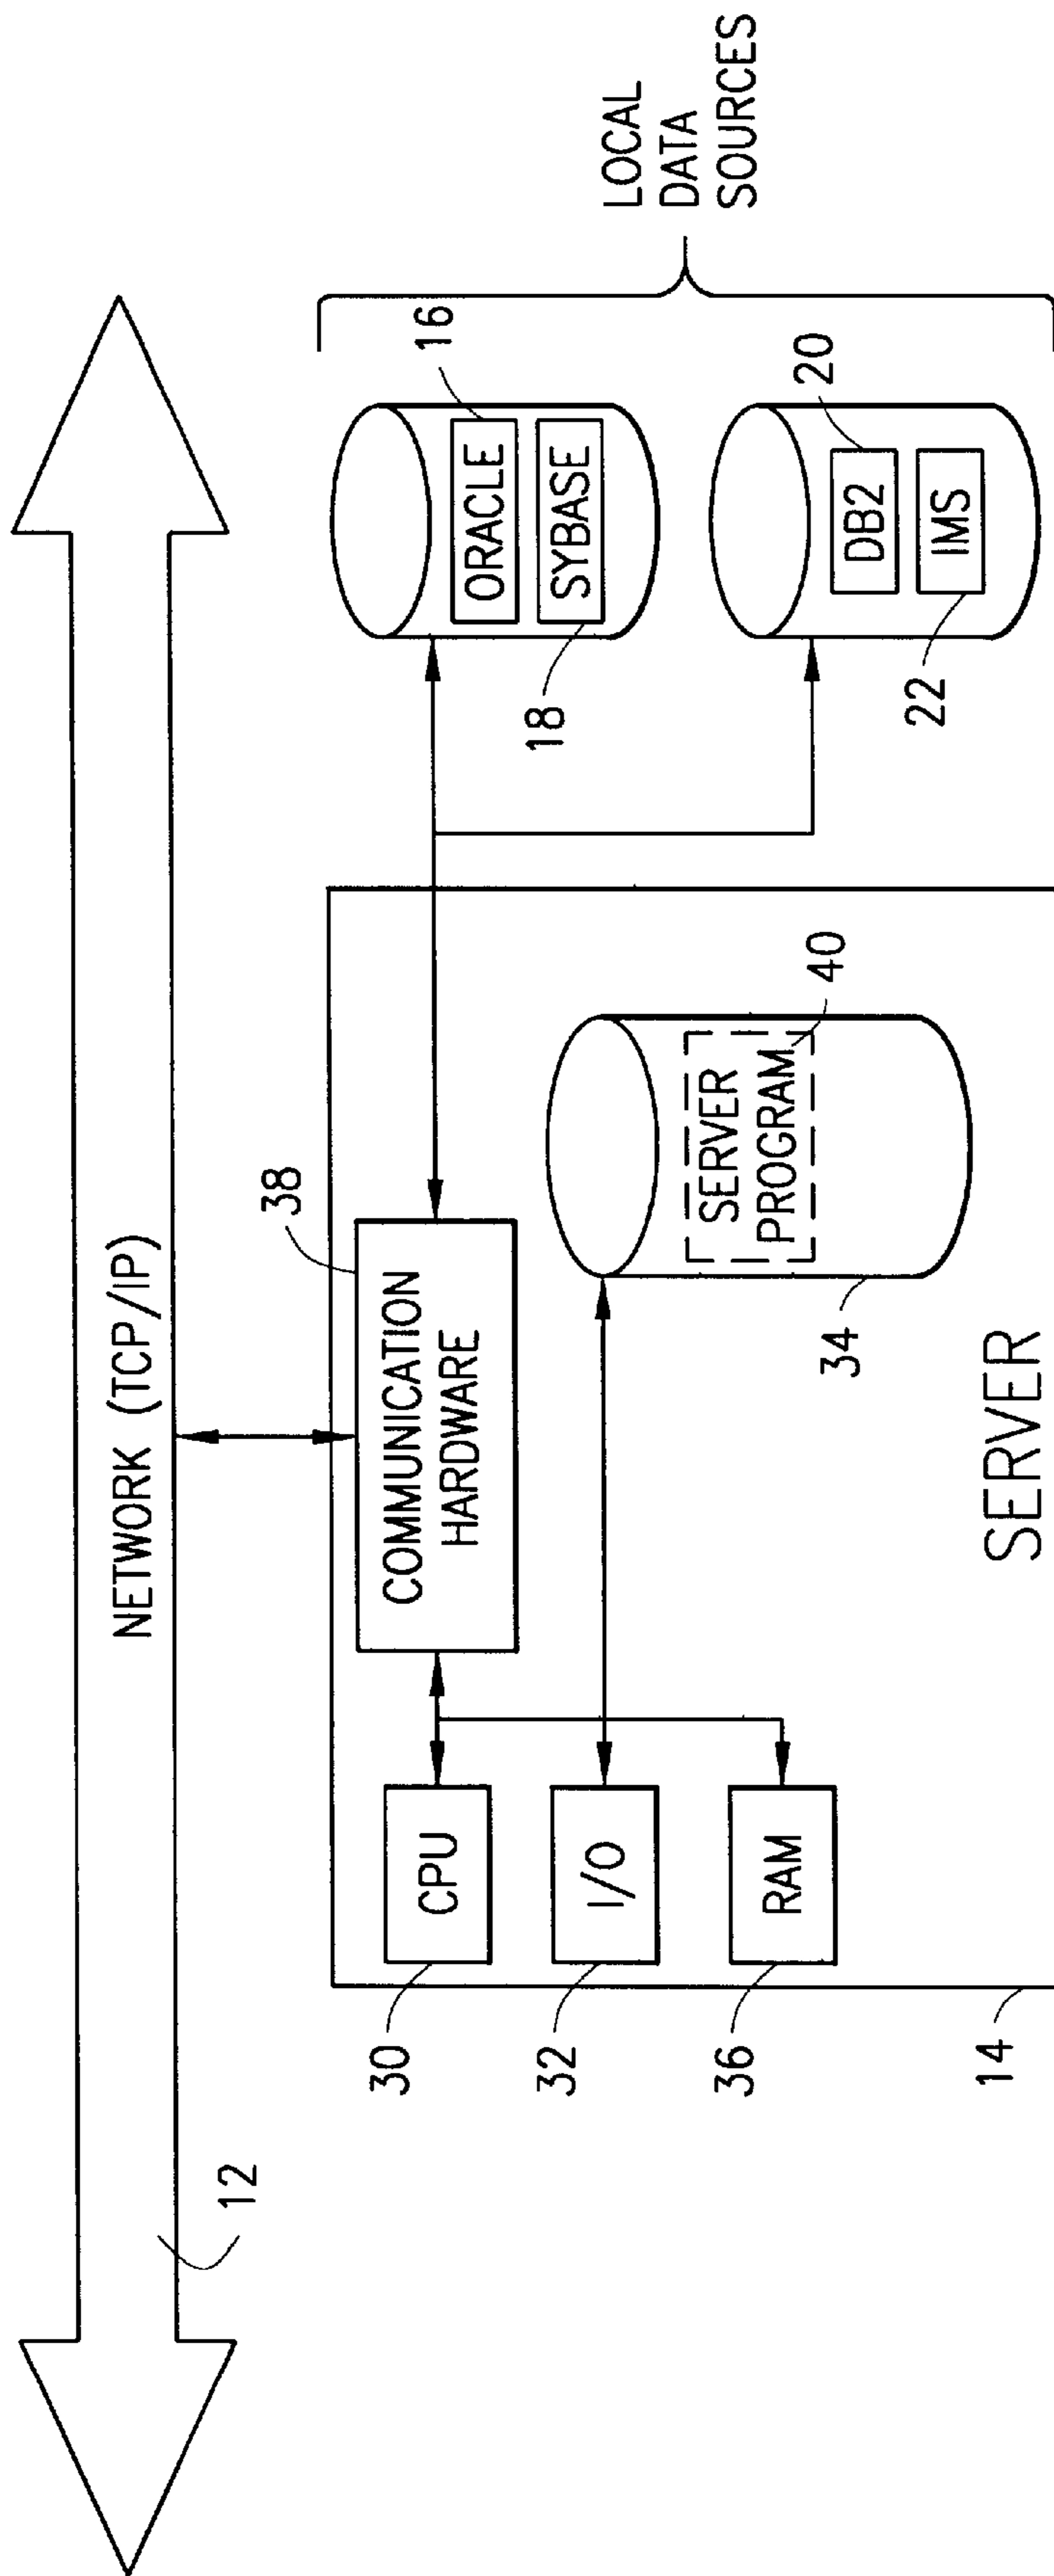 NETWORK (TCP/IP)
12
38
COMMUNICATION
HARDWARE
30
CPU
32
I/O
36
RAM
SERVER
PROGRAM
40
34
14
SERVER
ORACLE
16
SYBASE
18
DB2
20
IMS
22
LOCAL
DATA
SOURCES